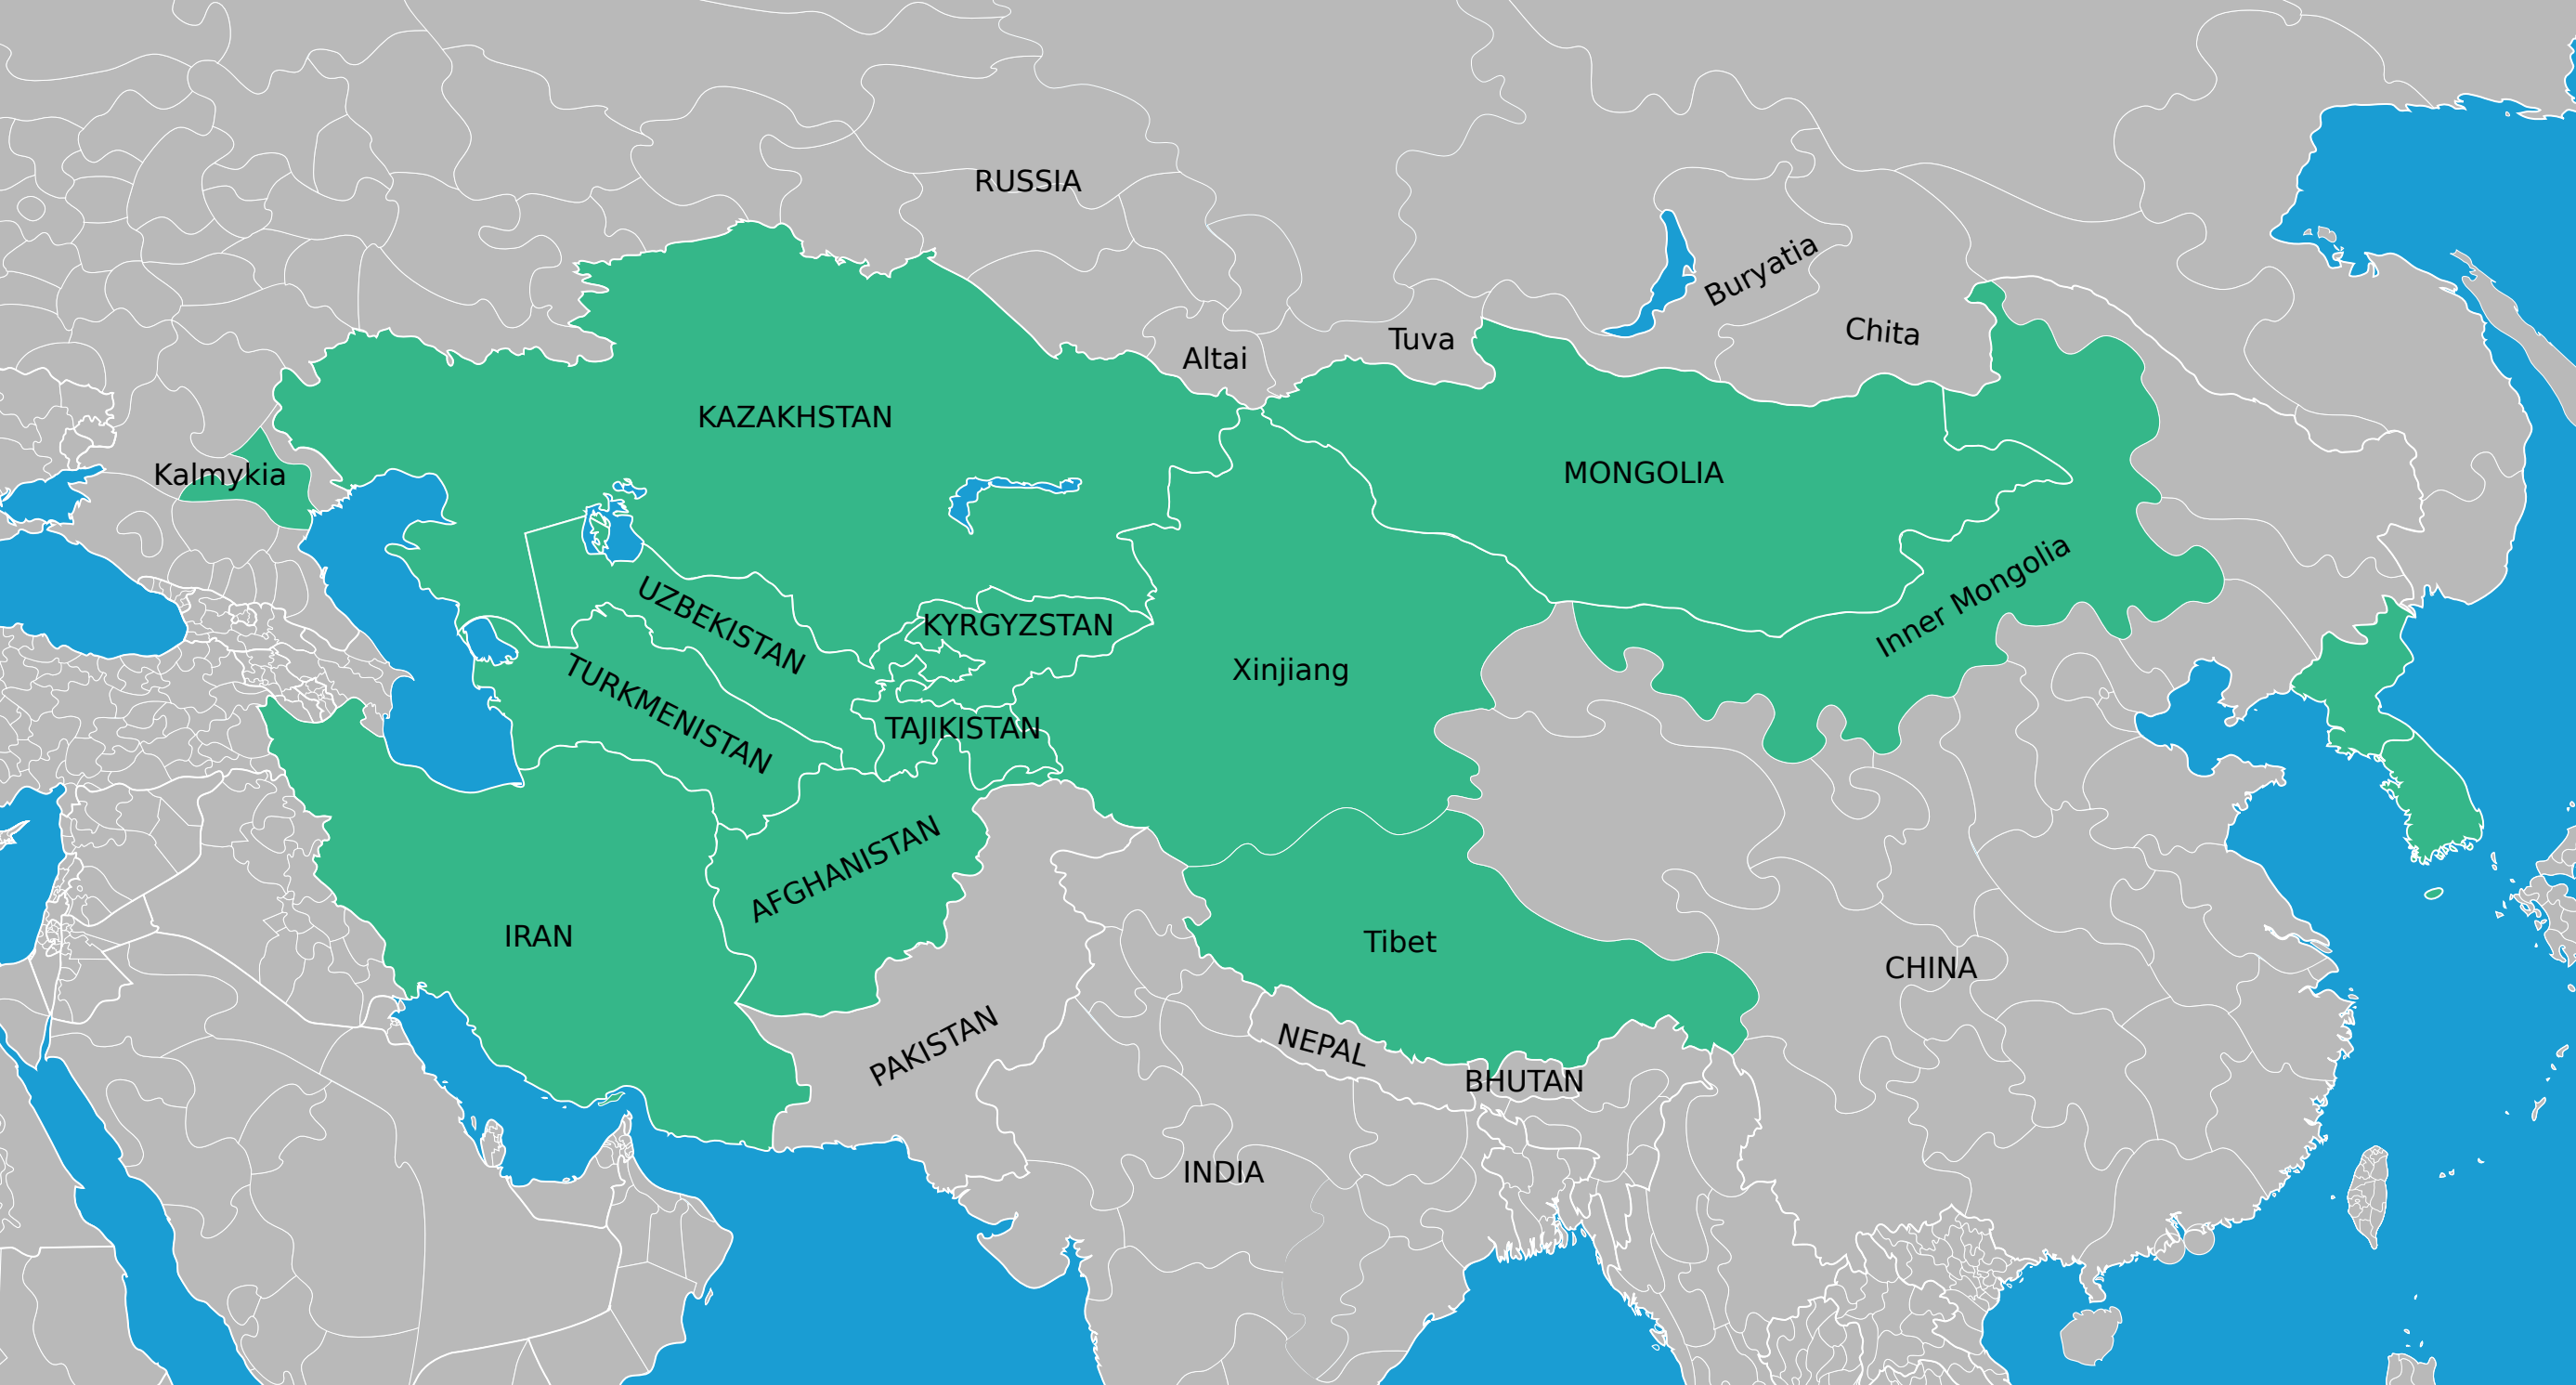 RUSSIA
Buryatia
Chita
Tuva
Altai
KAZAKHSTAN
Kalmykia
MONGOLIA
Inner Mongolia
UZBEKISTAN
KYRGYZSTAN
Xinjiang
TURKMENISTAN
TAJIKISTAN
AFGHANISTAN
IRAN
Tibet
CHINA
PAKISTAN
NEPAL
BHUTAN
INDIA